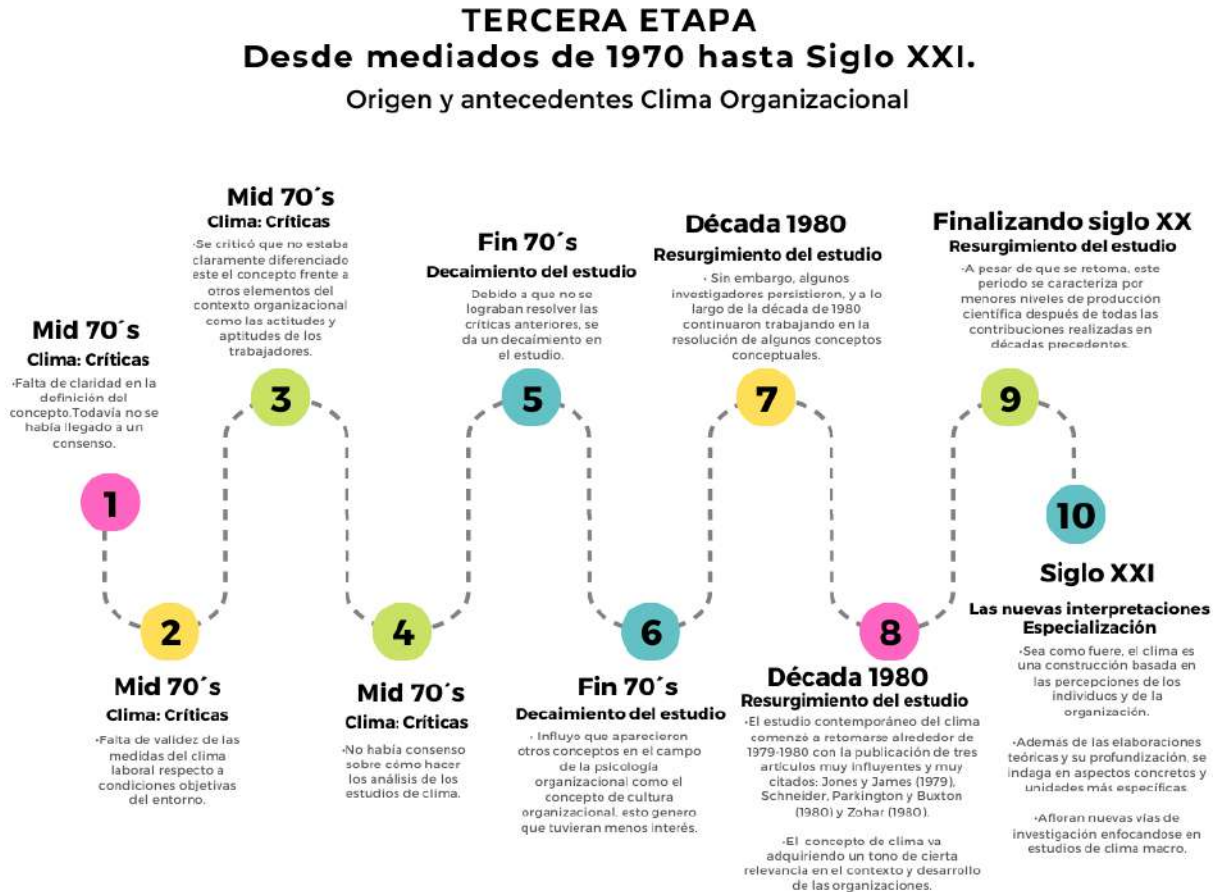 TERCERA ETAPA
Desde mediados de 1970 hasta Siglo XXI.
Origen y antecedentes Clima Organizacional
Mid 70´s
Clima: Críticas
•Falta de claridad en la
definición del
concepto.Todavía no se
había llegado a un
consenso.
1
2
Mid 70´s
Clima: Críticas
•Falta de validez de las
medidas del clima
laboral respecto a
condiciones objetivas
del entorno.
Mid 70´s
Clima: Críticas
•Se criticó que no estaba
claramente diferenciado
este el concepto frente a
otros elementos del
contexto organizacional
como las actitudes y
aptitudes de los
trabajadores.
3
4
Mid 70´s
Clima: Críticas
•No había consenso
sobre cómo hacer
los análisis de los
estudios de clima.
Fin 70´s
Decaimiento del estudio
Debido a que no se
lograban resolver las
críticas anteriores, se
da un decaímiento en
el estudio.
5
6
Fin 70´s
Decaimiento del estudio
• Influyo que aparecieron
otros conceptos en el campo
de la psicología
organizacional como el
concepto de cultura
organizacional, esto genero
que tuvieran menos interés.
Década 1980
Resurgimiento del estudio
• Sin embargo, algunos
investigadores persistieron, y a lo
largo de la década de 1980
continuaron trabajando en la
resolución de algunos conceptos
conceptuales.
7
8
Década 1980
Resurgimiento del estudio
•El estudio contemporáneo del clima
comenzó a retomarse alrededor de
1979-1980 con la publicación de tres
artículos muy influyentes y muy
citados: Jones y James (1979),
Schneider, Parkington y Buxton
(1980) y Zohar (1980).
•El concepto de clima va
adquiriendo un tono de cierta
relevancia en el contexto y desarrollo
de las organizaciones.
Finalizando siglo XX
Resurgimiento del estudio
•A pesar de que se retoma, este
periodo se caracteriza por
menores niveles de producción
científica después de todas las
contribuciones realizadas en
décadas precedentes.
9
10
Siglo XXI
Las nuevas interpretaciones
Especialización
•Sea como fuere, el clima es
una construcción basada en
las percepciones de los
individuos y de la
organización.
•Además de las elaboraciones
teóricas y su profundización, se
indaga en aspectos concretos y
unidades más específicas.
•Afloran nuevas vías de
investigación enfocandose en
estudios de clima macro.